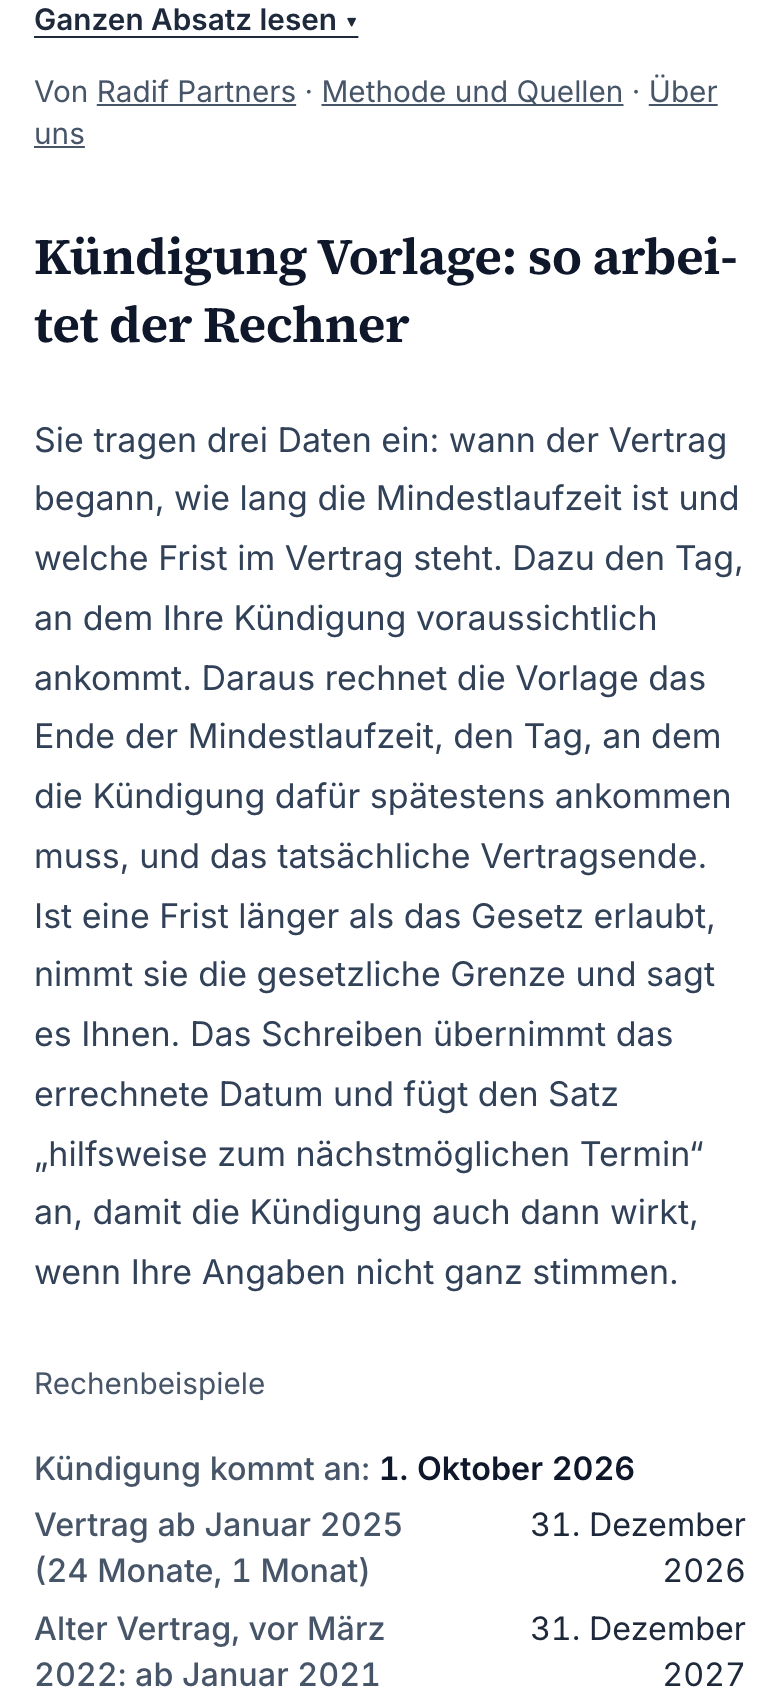 Ganzen Absatz lesen ▾
Von Radif Partners · Methode und Quellen · Über
uns
Kündigung Vorlage: so arbei-
tet der Rechner
Sie tragen drei Daten ein: wann der Vertrag
begann, wie lang die Mindestlaufzeit ist und
welche Frist im Vertrag steht. Dazu den Tag,
an dem Ihre Kündigung voraussichtlich
ankommt. Daraus rechnet die Vorlage das
Ende der Mindestlaufzeit, den Tag, an dem
die Kündigung dafür spätestens ankommen
muss, und das tatsächliche Vertragsende.
Ist eine Frist länger als das Gesetz erlaubt,
nimmt sie die gesetzliche Grenze und sagt
es Ihnen. Das Schreiben übernimmt das
errechnete Datum und fügt den Satz
„hilfsweise zum nächstmöglichen Termin“
an, damit die Kündigung auch dann wirkt,
wenn Ihre Angaben nicht ganz stimmen.
Rechenbeispiele
Kündigung kommt an: 1. Oktober 2026
Vertrag ab Januar 2025 31. Dezember
(24 Monate, 1 Monat) 2026
Alter Vertrag, vor März 31. Dezember
2022: ab Januar 2021 2027